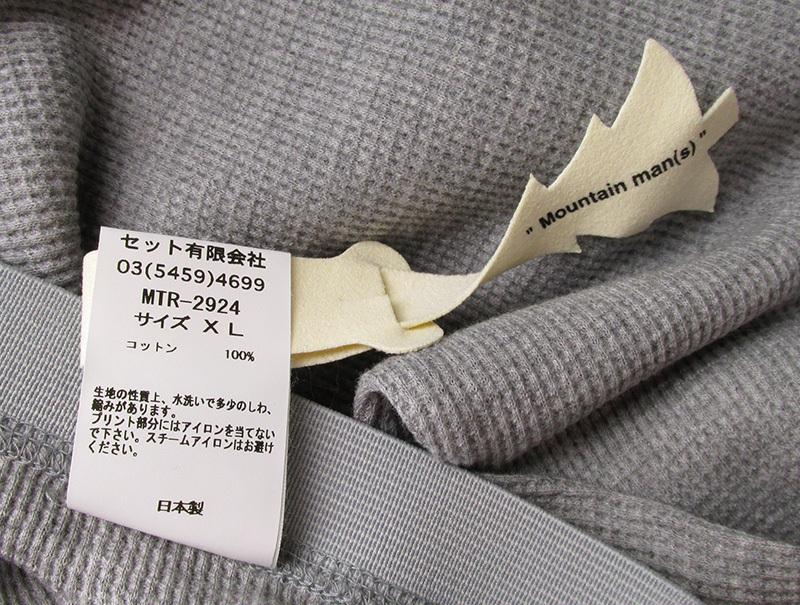 セット有限会社
03(5459)4699
MTR-2924
サイズ XL
コットン 100%
生地の性質上、水洗いで多少のしわ、
縮みがあります。
プリント部分にはアイロンを当てない
で下さい。スチームアイロンはお避け
ください。
日本製
" Mountain man(s) "